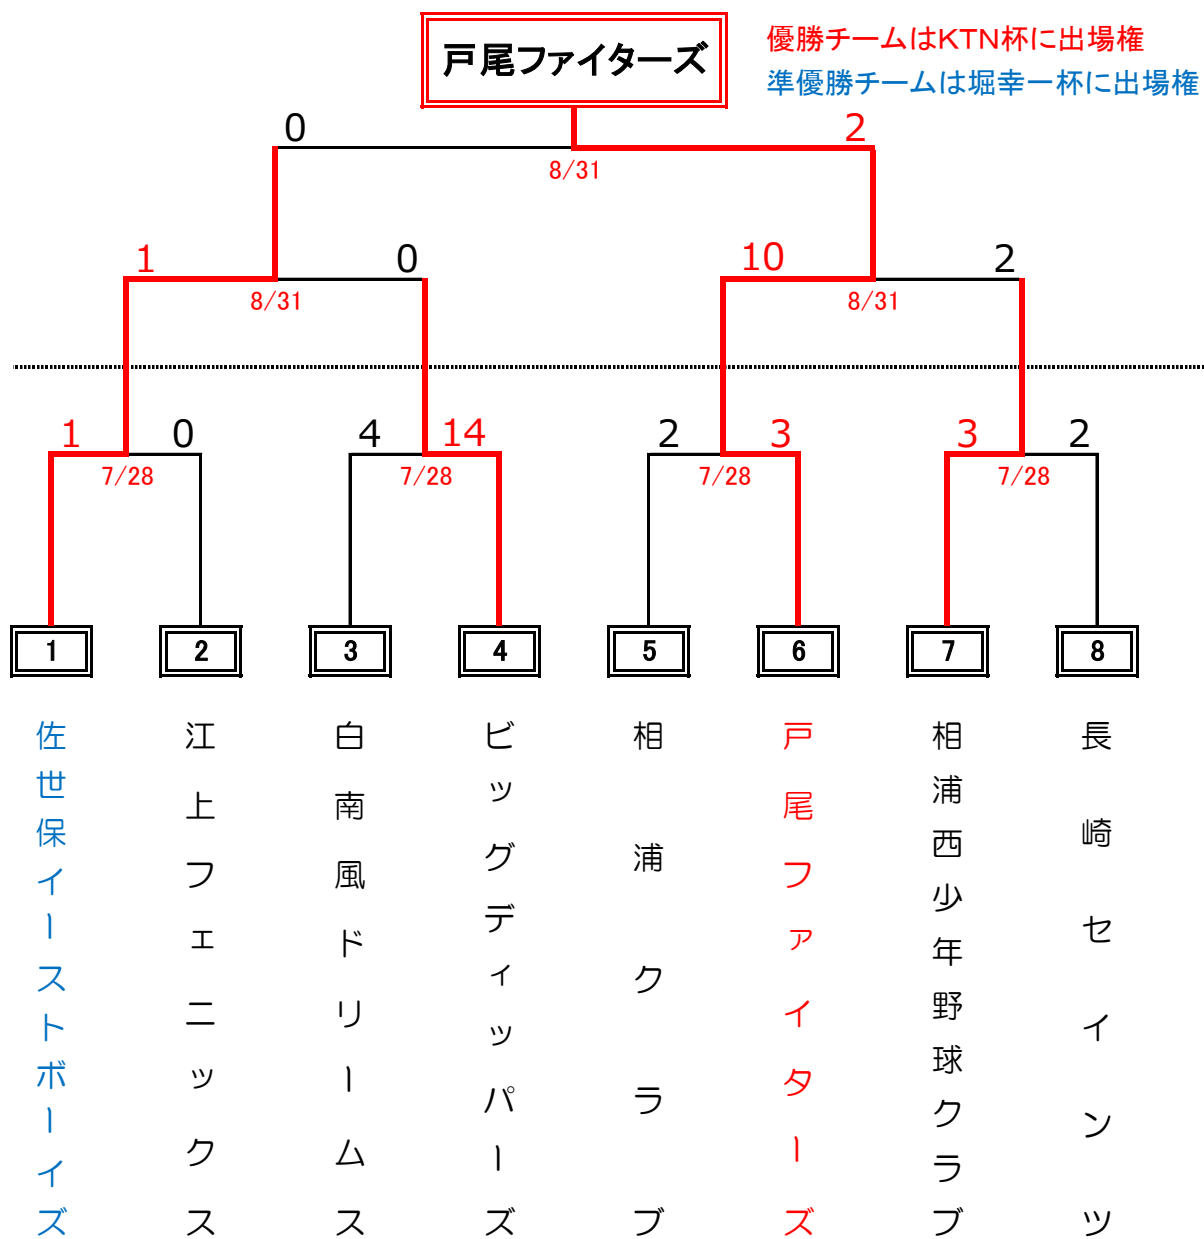 戸尾ファイターズ
優勝チームはKTN杯に出場権
準優勝チームは堀幸一杯に出場権
0
2
8/31
1
0
10
2
8/31
8/31
1
0
4
14
2
3
3
2
7/28
7/28
7/28
7/28
1
2
3
4
5
6
7
8
佐世保イーストボーイズ
江上フェニックス
白南風ドリームス
ビッグディッパーズ
相浦クラブ
戸尾ファイターズ
相浦西少年野球クラブ
長崎セインツ